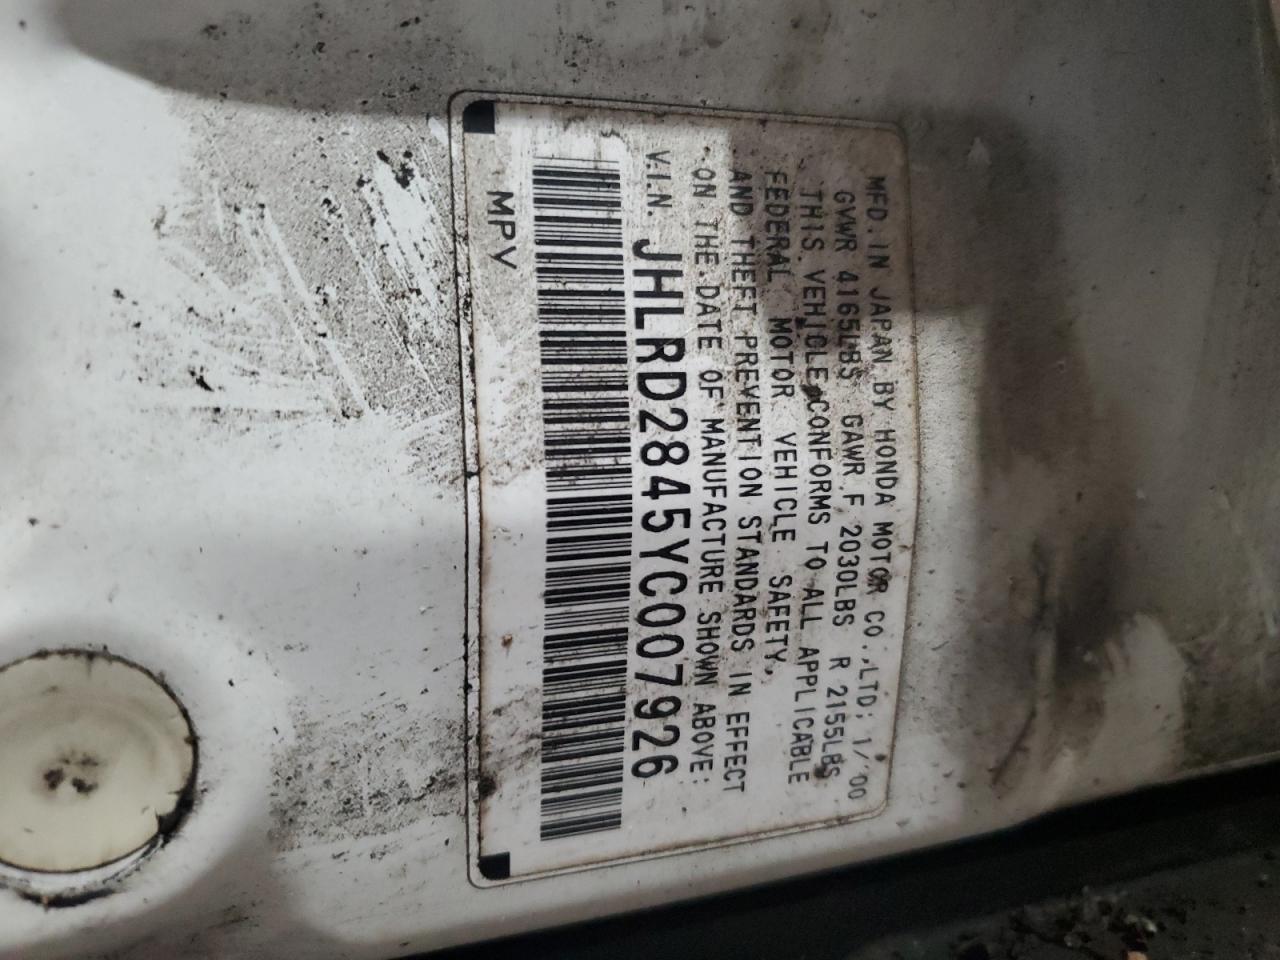 MFD. IN JAPAN BY HONDA MOTOR CO., LTD; 1/'00
GVWR 4165LBS GAWR F 2030LBS R 2155LBS
THIS VEHICLE CONFORMS TO ALL APPLICABLE
FEDERAL MOTOR VEHICLE SAFETY,
AND THEFT PREVENTION STANDARDS IN EFFECT
ON THE DATE OF MANUFACTURE SHOWN ABOVE;
V.I.N. JHLRD2845YC007926
MPV